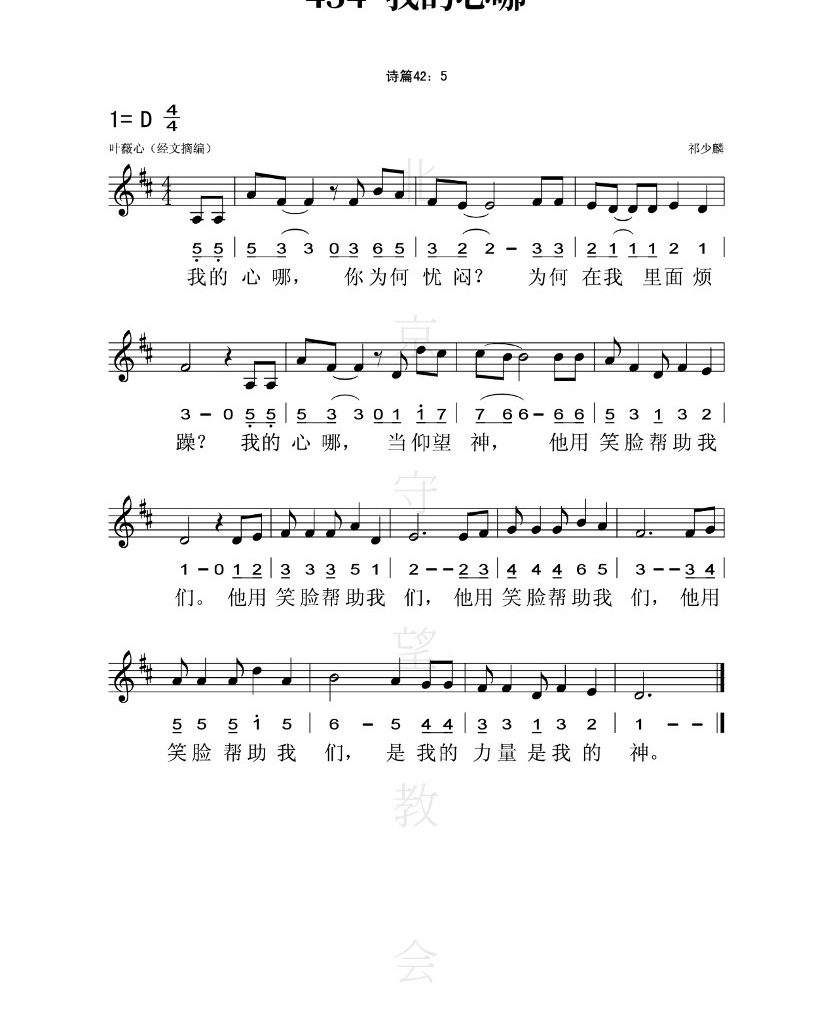 434 我的心哪
诗篇42：5
1= D 4/4
叶薇心（经文摘编）
祁少麟
5 5 | 5 3 3 0 3 6 5 | 3 2 2 - 3 3 | 2 1 1 1 2 1 |
我的 心 哪， 你为何 忧 闷？ 为何 在我 里面 烦
3 - 0 5 5 | 5 3 3 0 1 1 7 | 7 6 6 - 6 6 | 5 3 1 3 2
躁？ 我的 心 哪， 当仰望 神， 他用 笑脸帮助我
1 - 0 1 2 | 3 3 3 5 1 | 2 - - 2 3 | 4 4 4 6 5 | 3 - - 3 4 |
们。 他用 笑脸帮助我 们， 他用 笑脸帮助我 们， 他用
5 5 5 1 5 | 6 - 5 4 4 | 3 3 1 3 2 | 1 - - ‖
笑脸 帮助我 们， 是 我的 力量是我 的 神。
北
京
守
望
教
会